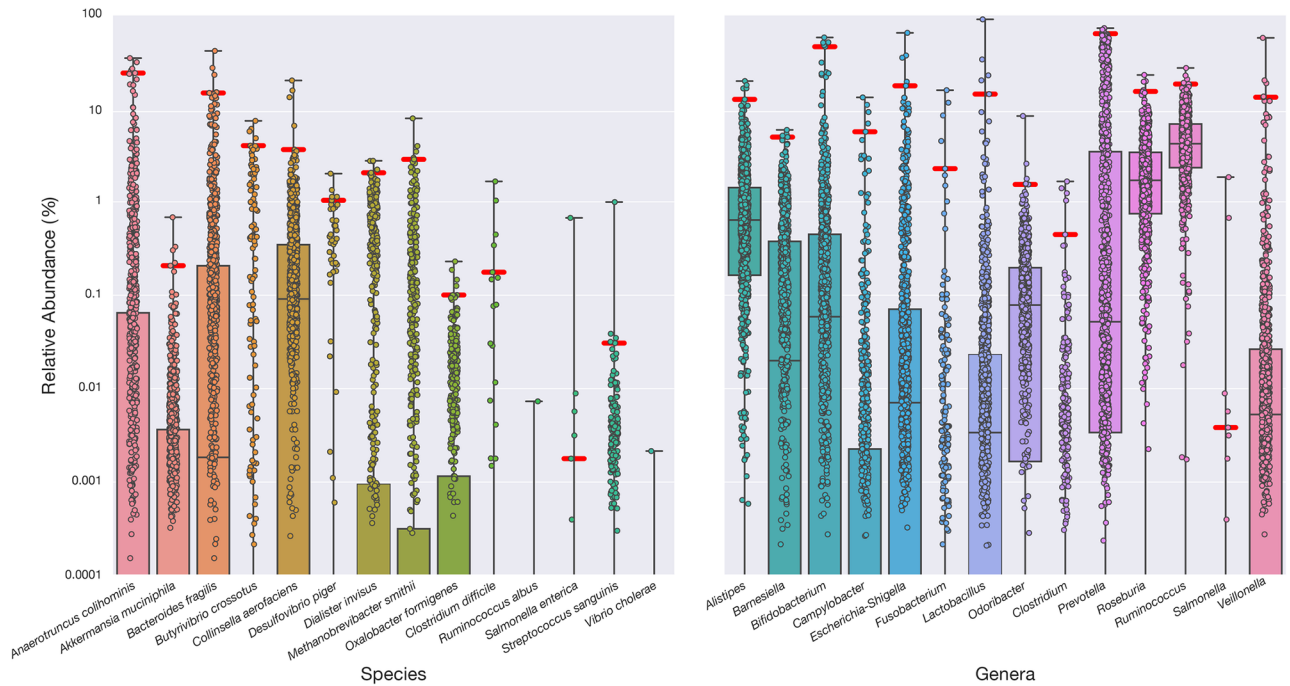 100
10
1
0.1
0.01
0.001
0.0001
Relative Abundance (%)
Anaerotruncus colihominis
Akkermansia muciniphila
Bacteroides fragilis
Butyrivibrio crossotus
Collinsella aerofaciens
Desulfovibrio piger
Dialister invisus
Methanobrevibacter smithii
Oxalobacter formigenes
Clostridium difficile
Ruminococcus albus
Salmonella enterica
Streptococcus sanguinis
Vibrio cholerae
Species
Alistipes
Barnesiella
Bifidobacterium
Campylobacter
Escherichia-Shigella
Fusobacterium
Lactobacillus
Odoribacter
Clostridium
Prevotella
Roseburia
Ruminococcus
Salmonella
Veillonella
Genera